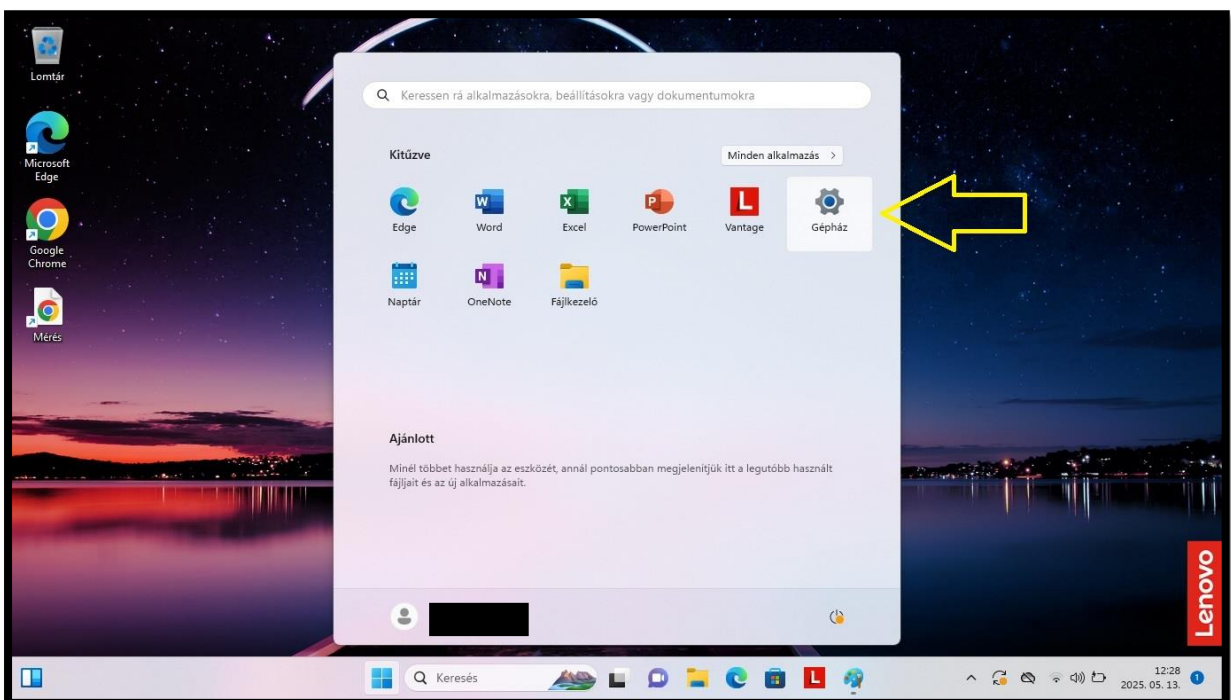 Lomtár
Microsoft
Edge
Google
Chrome
Mérés
Keressen rá alkalmazásokra, beállításokra vagy dokumentumokra
Kitűzve
Minden alkalmazás >
Edge
Word
Excel
PowerPoint
Vantage
Gépház
Naptár
OneNote
Fájlkezelő
Ajánlott
Minél többet használja az eszközét, annál pontosabban megjelenítjük itt a legutóbb használt
fájljait és az új alkalmazásait.
Lenovo
Keresés
12:28
2025. 05. 13.
1